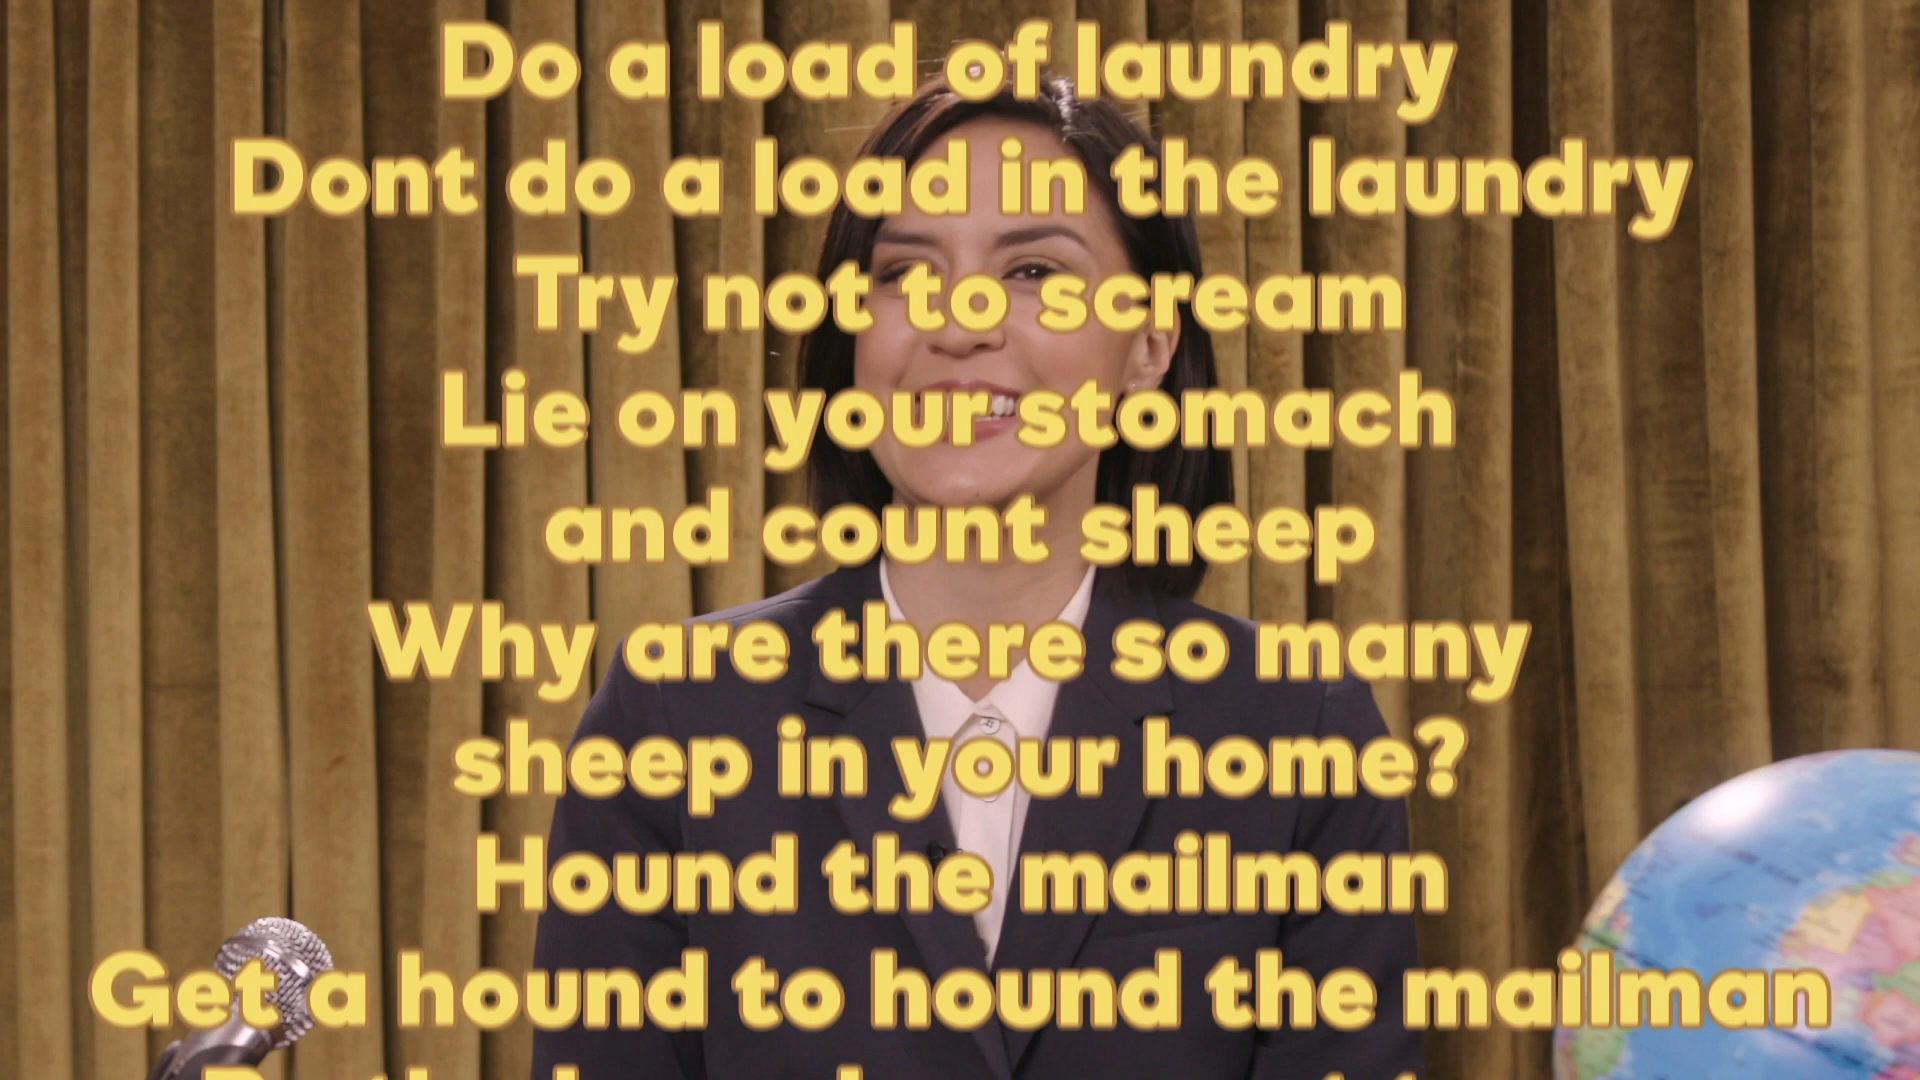 Do a load of laundry
Dont do a load in the laundry
Try not to scream
Lie on your stomach
and count sheep
Why are there so many
sheep in your home?
Hound the mailman
Get a hound to hound the mailman